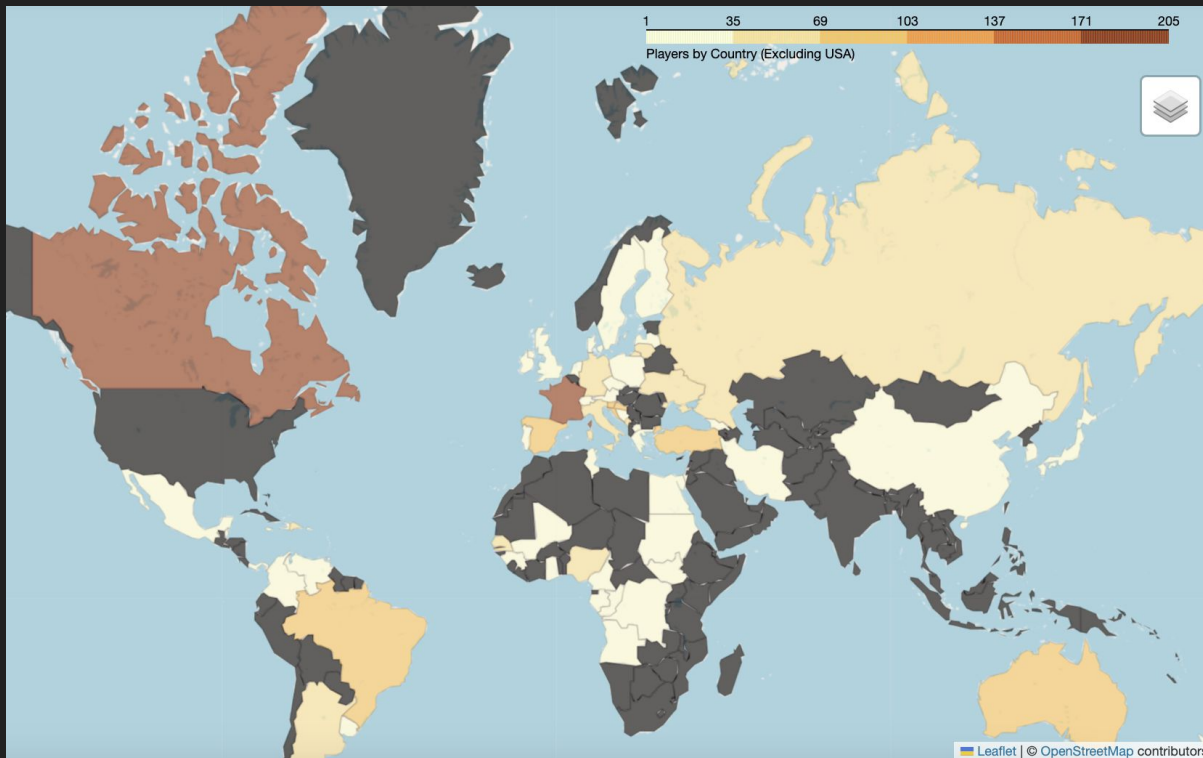 1 35 69 103 137 171 205
Players by Country (Excluding USA)
Leaflet | © OpenStreetMap contributors